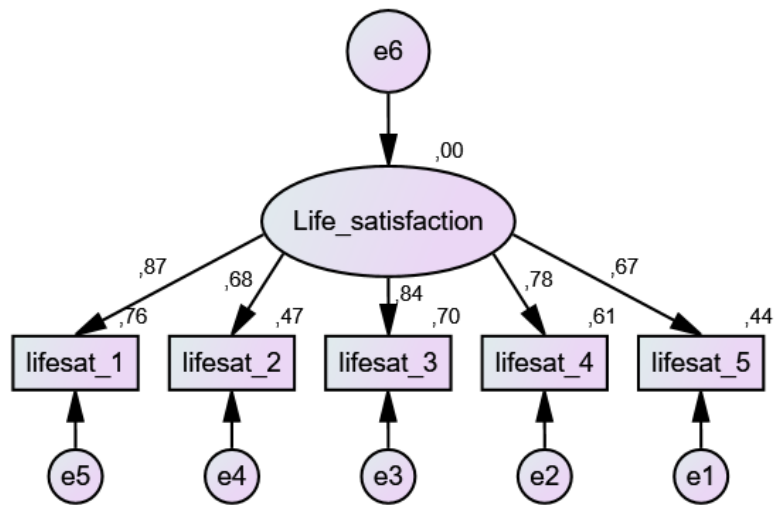 e6
,00
Life_satisfaction
,87 ,68 ,84 ,78 ,67
,76 ,47 ,70 ,61 ,44
lifesat_1 lifesat_2 lifesat_3 lifesat_4 lifesat_5
e5 e4 e3 e2 e1